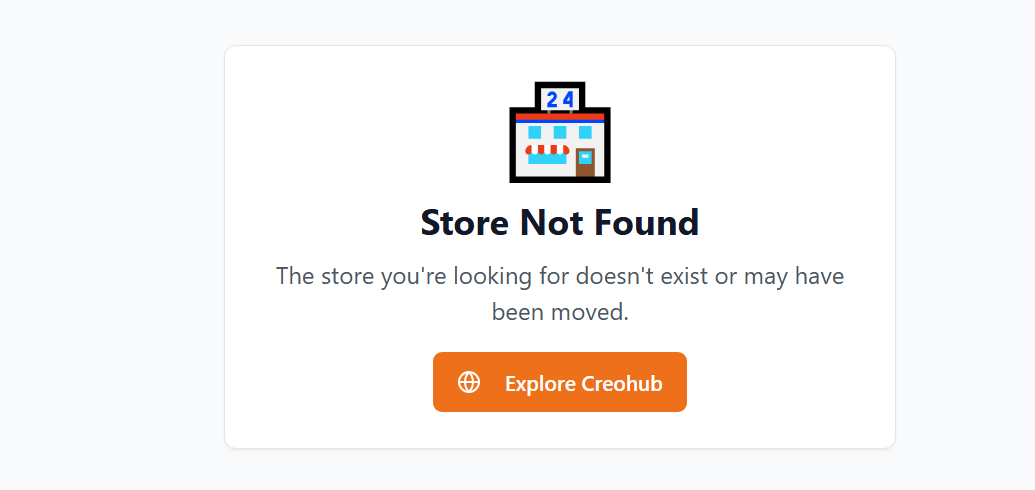 24
Store Not Found
The store you're looking for doesn't exist or may have
been moved.
Explore Creohub